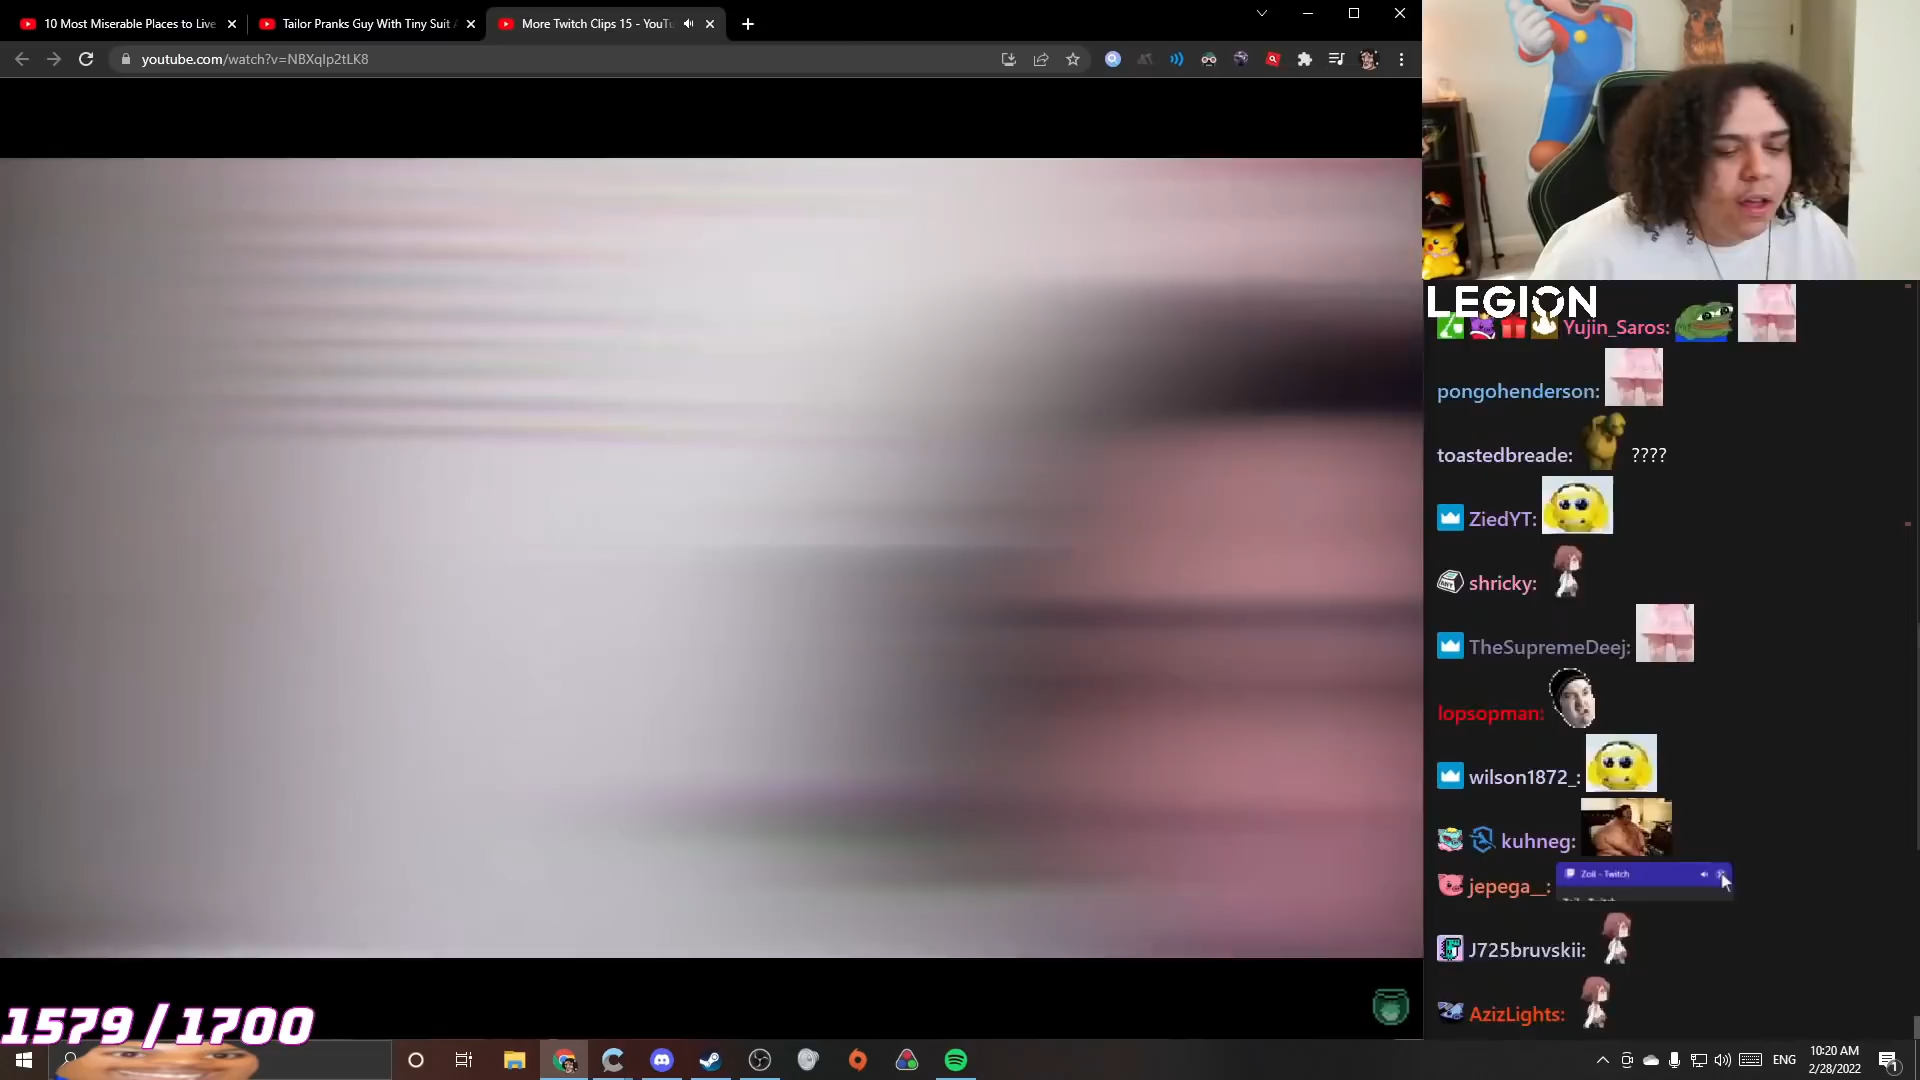 10 Most Miserable Places to Live
Tailor Pranks Guy With Tiny Suit
More Twitch Clips 15 - YouTu
youtube.com/watch?v=NBXqIp2tLK8
LEGION
Yujin_Saros:
pongohenderson:
toastedbreade: ????
ZiedYT:
shricky:
TheSupremeDeej:
lopsopman:
wilson1872_:
kuhneg:
Zoil - Twitch
jepega__:
J725bruvskii:
AzizLights:
1579/1700
ENG
10:20 AM
2/28/2022
1